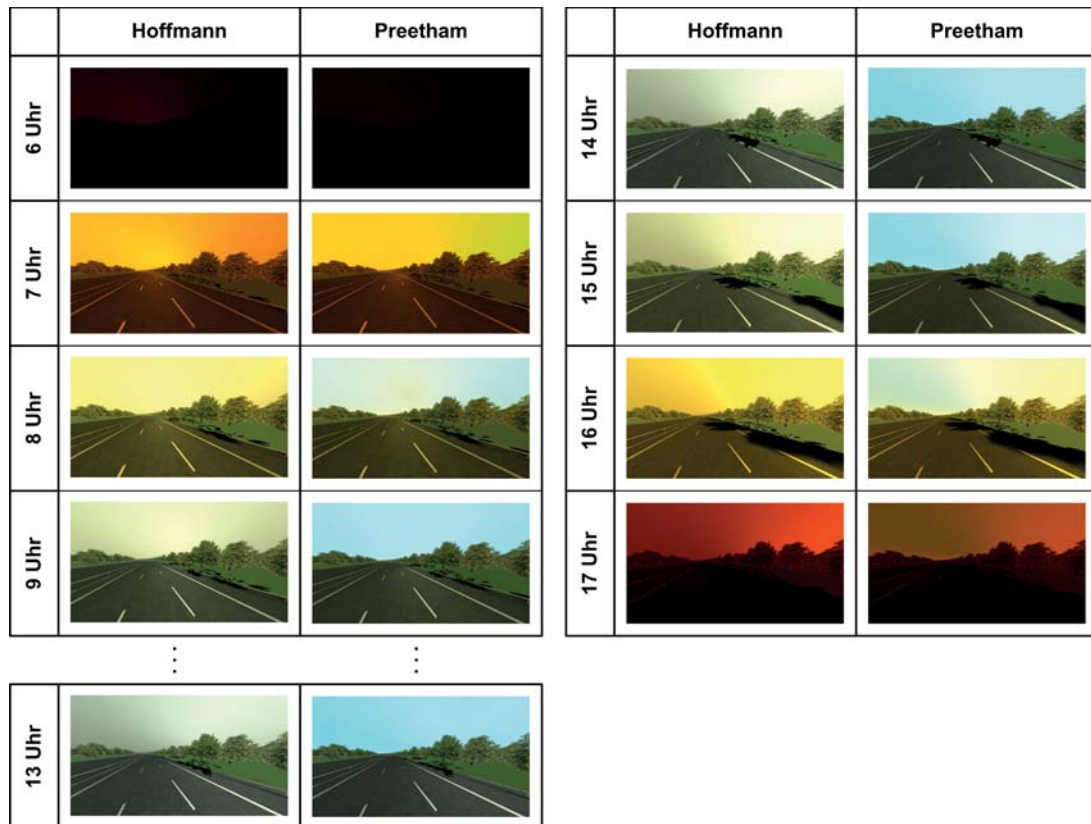 Hoffmann Preetham
6 Uhr
7 Uhr
8 Uhr
9 Uhr
⋮ ⋮
13 Uhr
Hoffmann Preetham
14 Uhr
15 Uhr
16 Uhr
17 Uhr